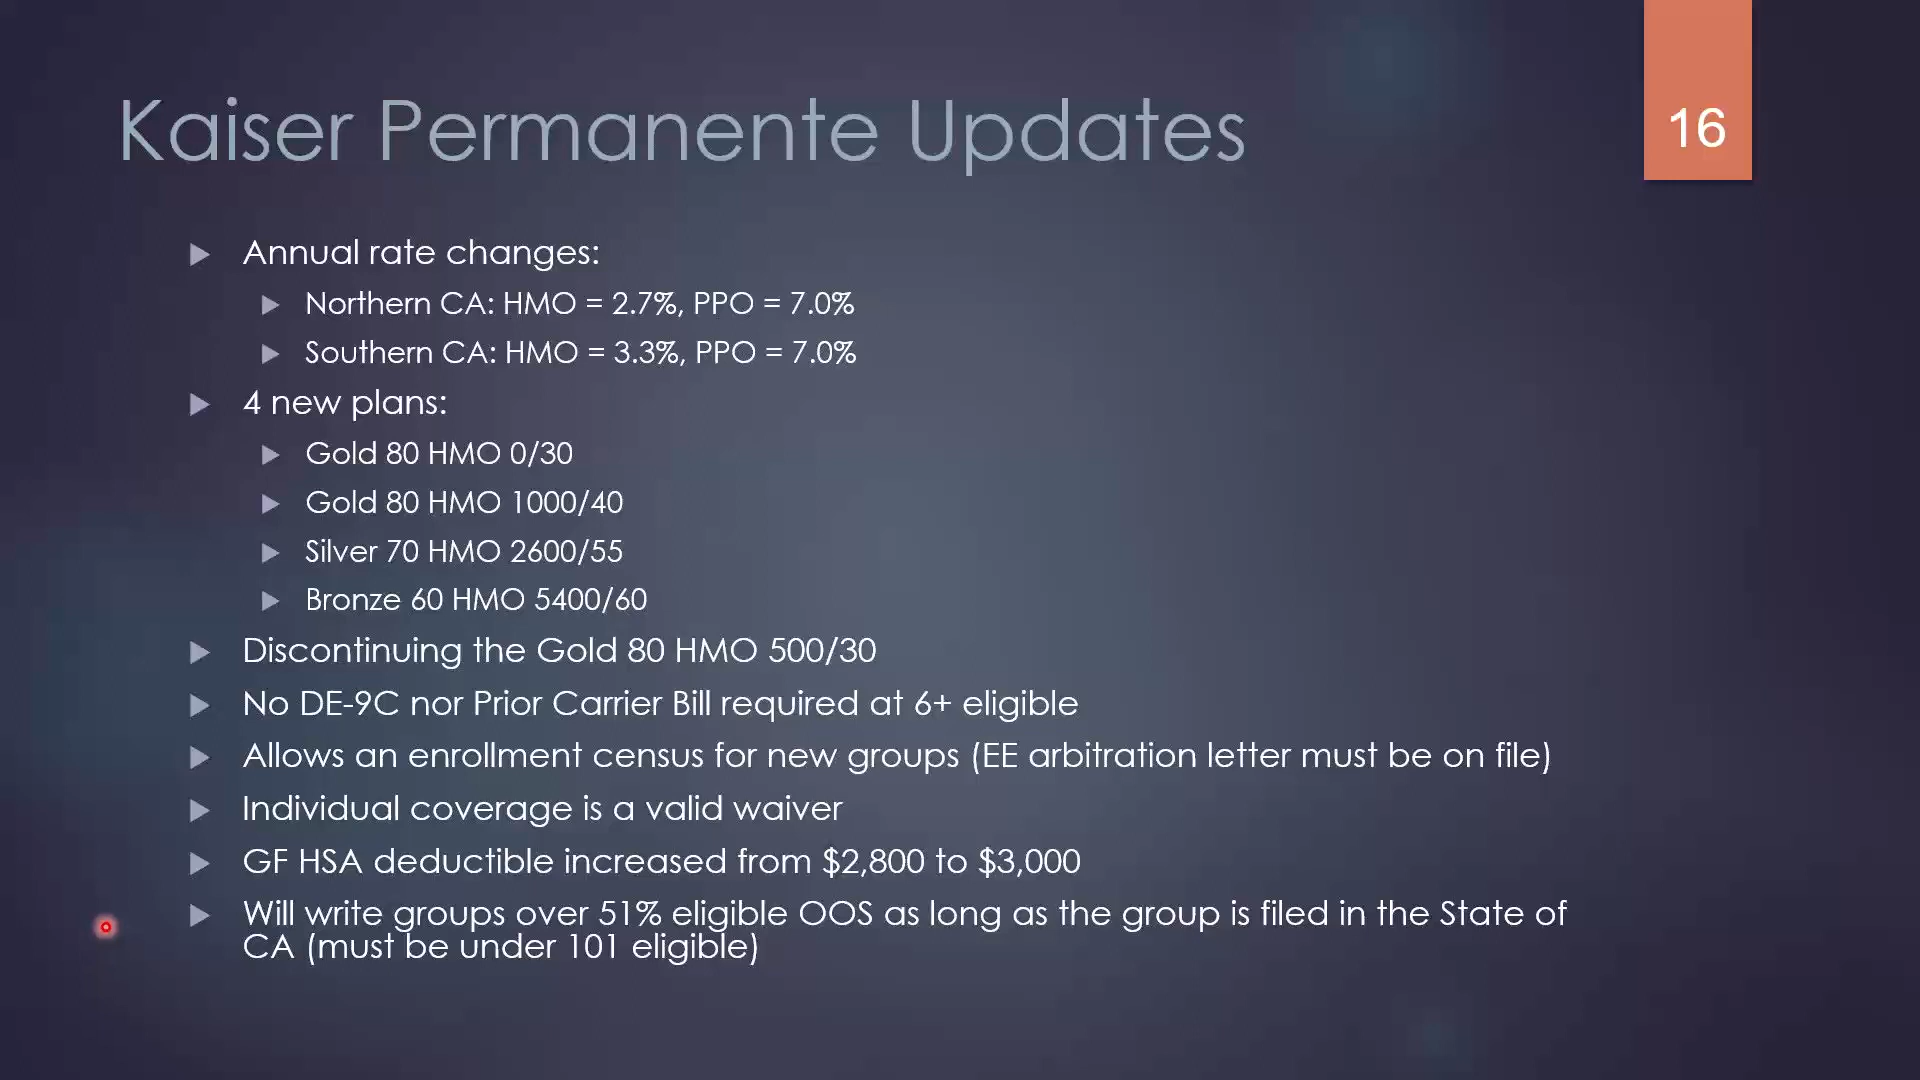 Kaiser Permanente Updates
16
Annual rate changes:
Northern CA: HMO = 2.7%, PPO = 7.0%
Southern CA: HMO = 3.3%, PPO = 7.0%
4 new plans:
Gold 80 HMO 0/30
Gold 80 HMO 1000/40
Silver 70 HMO 2600/55
Bronze 60 HMO 5400/60
Discontinuing the Gold 80 HMO 500/30
No DE-9C nor Prior Carrier Bill required at 6+ eligible
Allows an enrollment census for new groups (EE arbitration letter must be on file)
Individual coverage is a valid waiver
GF HSA deductible increased from $2,800 to $3,000
Will write groups over 51% eligible OOS as long as the group is filed in the State of
CA (must be under 101 eligible)